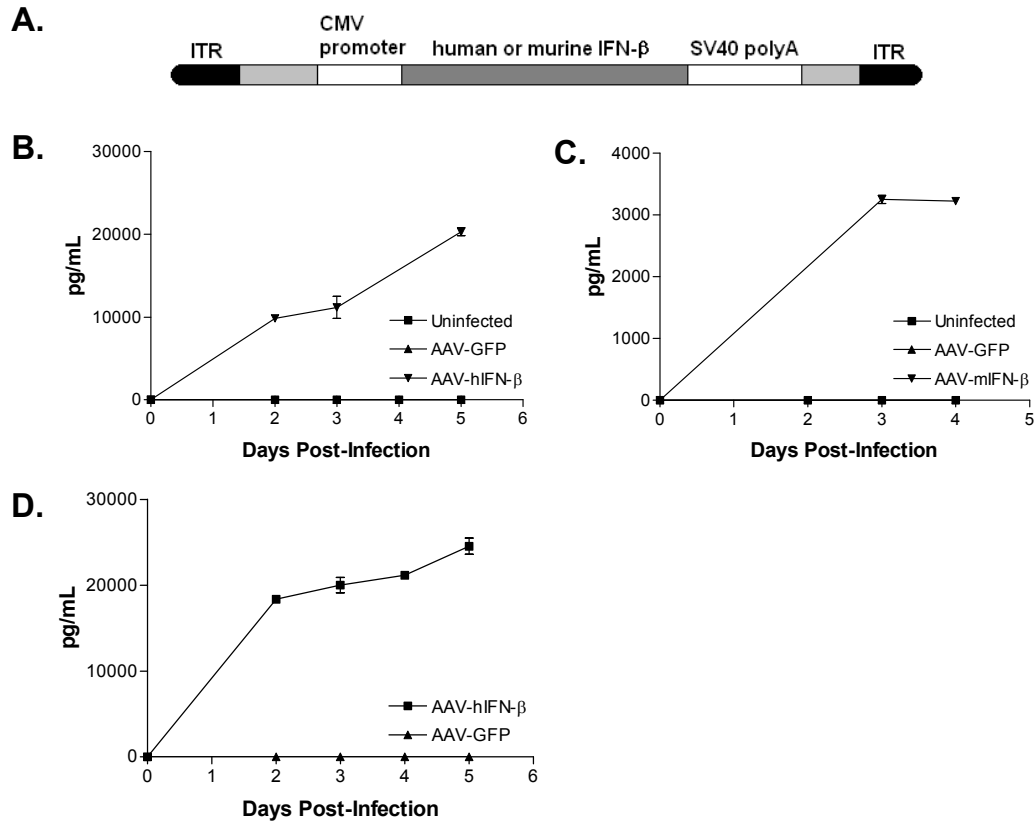 A.
ITR
CMV
promoter
human or murine IFN-β
SV40 polyA
ITR
B.
30000
20000
10000
0
pg/mL
0 1 2 3 4 5 6
Days Post-Infection
Uninfected
AAV-GFP
AAV-hIFN-β
C.
4000
3000
2000
1000
0
pg/mL
0 1 2 3 4 5
Days Post-Infection
Uninfected
AAV-GFP
AAV-mIFN-β
D.
30000
20000
10000
0
pg/mL
0 1 2 3 4 5 6
Days Post-Infection
AAV-hIFN-β
AAV-GFP